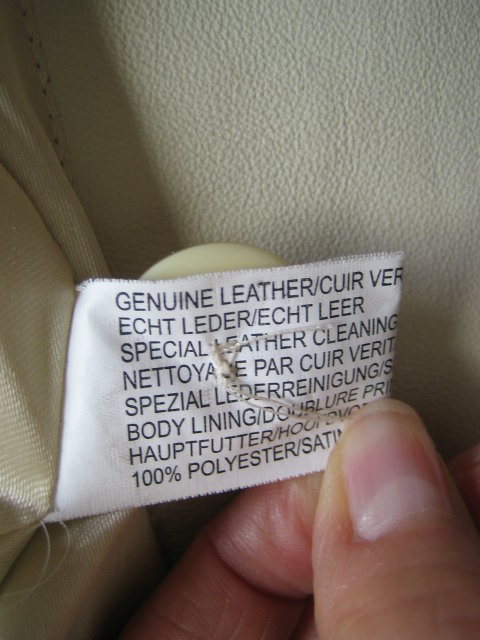 GENUINE LEATHER/CUIR VER
ECHT LEDER/ECHT LEER
SPECIAL LEATHER CLEANING
NETTOYAGE PAR CUIR VERIT
SPEZIAL LEDERREINIGUNG/S
BODY LINING/DOUBLURE PRI
HAUPTFUTTER/HOOFDVO
100% POLYESTER/SATIN